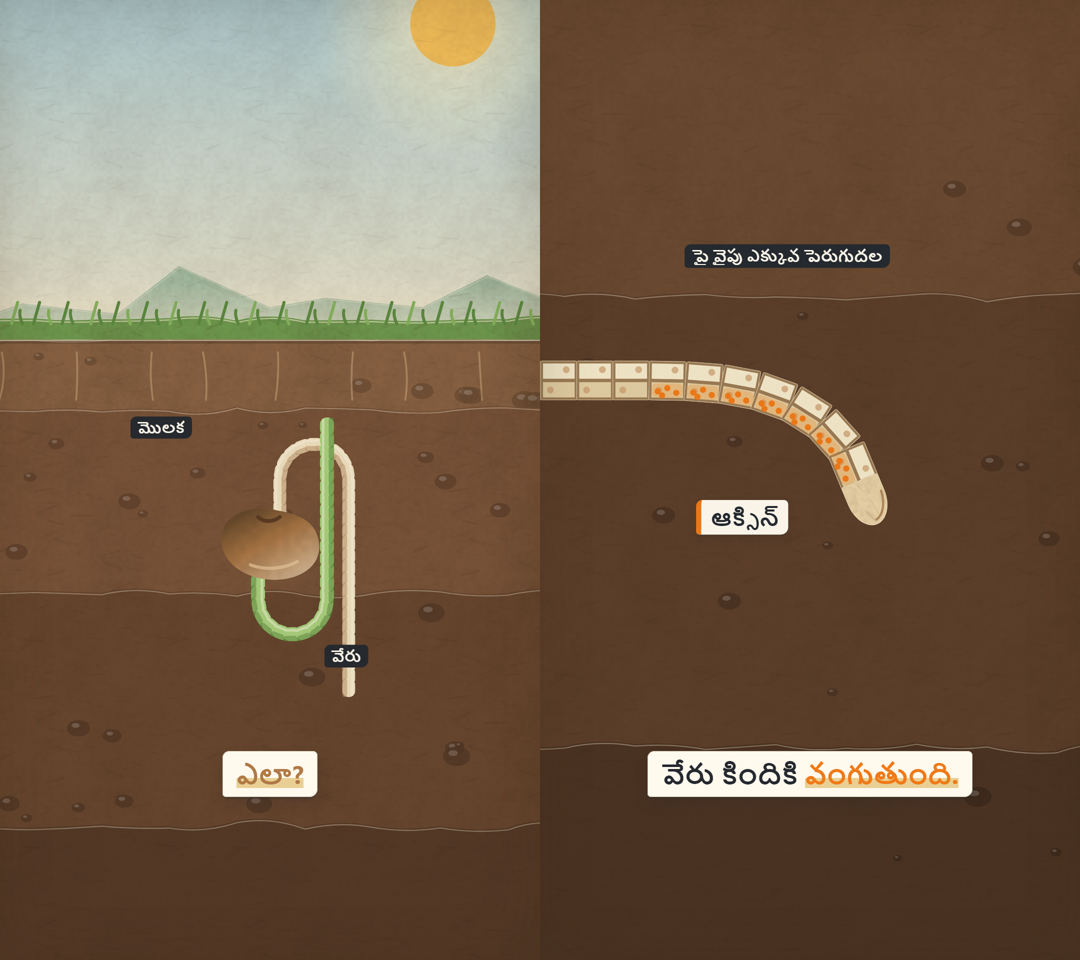 మొలక
వేరు
ఎలా?
పై వైపు ఎక్కువ పెరుగుదల
ఆక్సిన్
వేరు కిందికి వంగుతుంది.